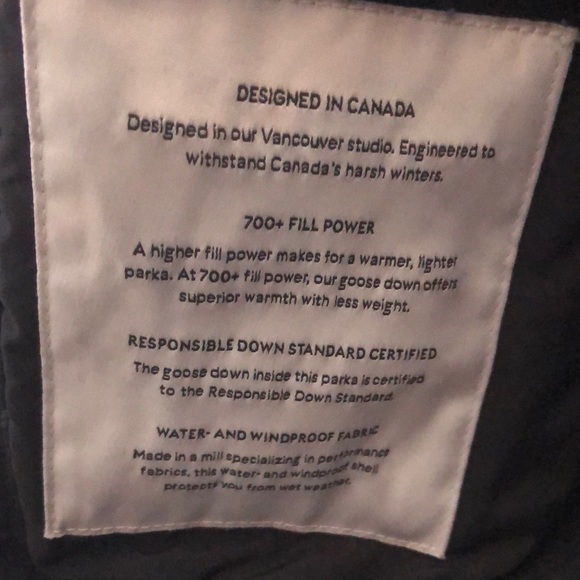 DESIGNED IN CANADA
Designed in our Vancouver studio. Engineered to
withstand Canada's harsh winters.
700+ FILL POWER
A higher fill power makes for a warmer, lighter
parka. At 700+ fill power, our goose down offers
superior warmth with less weight.
RESPONSIBLE DOWN STANDARD CERTIFIED
The goose down inside this parka is certified
to the Responsible Down Standard.
WATER- AND WINDPROOF FABRIC
Made in a mill specializing in performance
fabrics, this water- and windproof shell
protects you from wet weather.